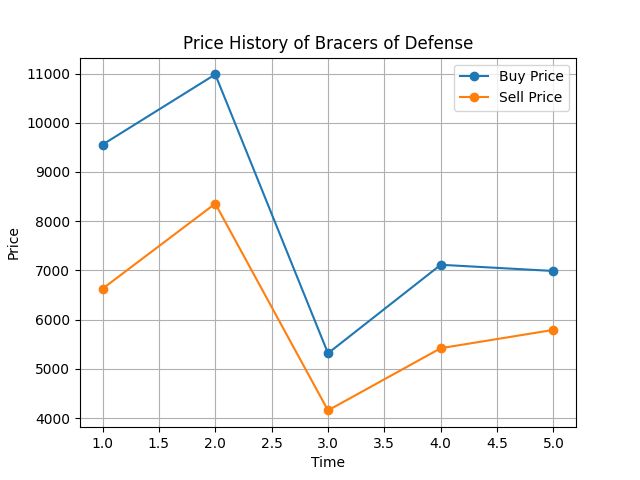 Price History of Bracers of Defense
Buy Price
Sell Price
11000
10000
9000
8000
7000
6000
5000
4000
Price
1.0 1.5 2.0 2.5 3.0 3.5 4.0 4.5 5.0
Time